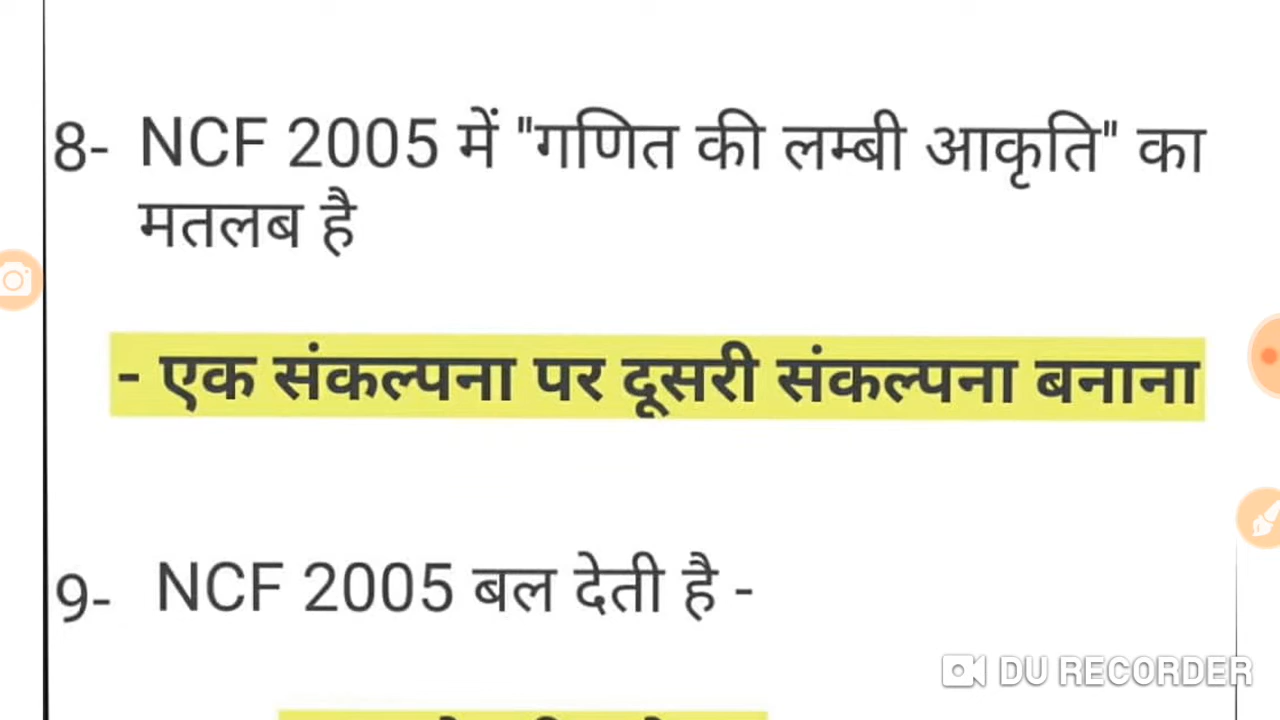 8- NCF 2005 में "गणित की लम्बी आकृति" का
मतलब है
- एक संकल्पना पर दूसरी संकल्पना बनाना
9- NCF 2005 बल देती है -
DU RECORDER